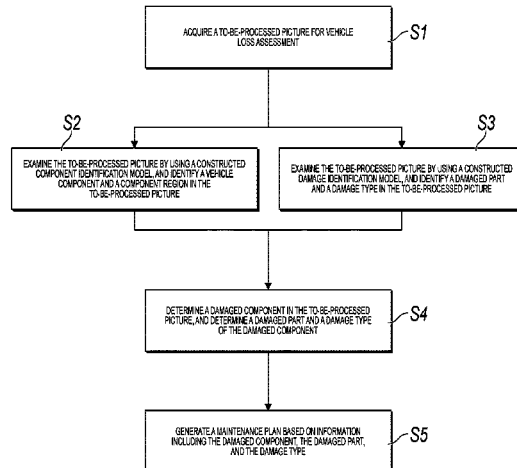 S1
ACQUIRE A TO-BE-PROCESSED PICTURE FOR VEHICLE
LOSS ASSESSMENT
S2
EXAMINE THE TO-BE-PROCESSED PICTURE BY USING A CONSTRUCTED
COMPONENT IDENTIFICATION MODEL, AND IDENTIFY A VEHICLE
COMPONENT AND A COMPONENT REGION IN THE
TO-BE-PROCESSED PICTURE
S3
EXAMINE THE TO-BE-PROCESSED PICTURE BY USING A CONSTRUCTED
DAMAGE IDENTIFICATION MODEL, AND IDENTIFY A DAMAGED PART
AND A DAMAGE TYPE IN THE TO-BE-PROCESSED PICTURE
S4
DETERMINE A DAMAGED COMPONENT IN THE TO-BE-PROCESSED
PICTURE, AND DETERMINE A DAMAGED PART AND A DAMAGE TYPE
OF THE DAMAGED COMPONENT
S5
GENERATE A MAINTENANCE PLAN BASED ON INFORMATION
INCLUDING THE DAMAGED COMPONENT, THE DAMAGED PART,
AND THE DAMAGE TYPE